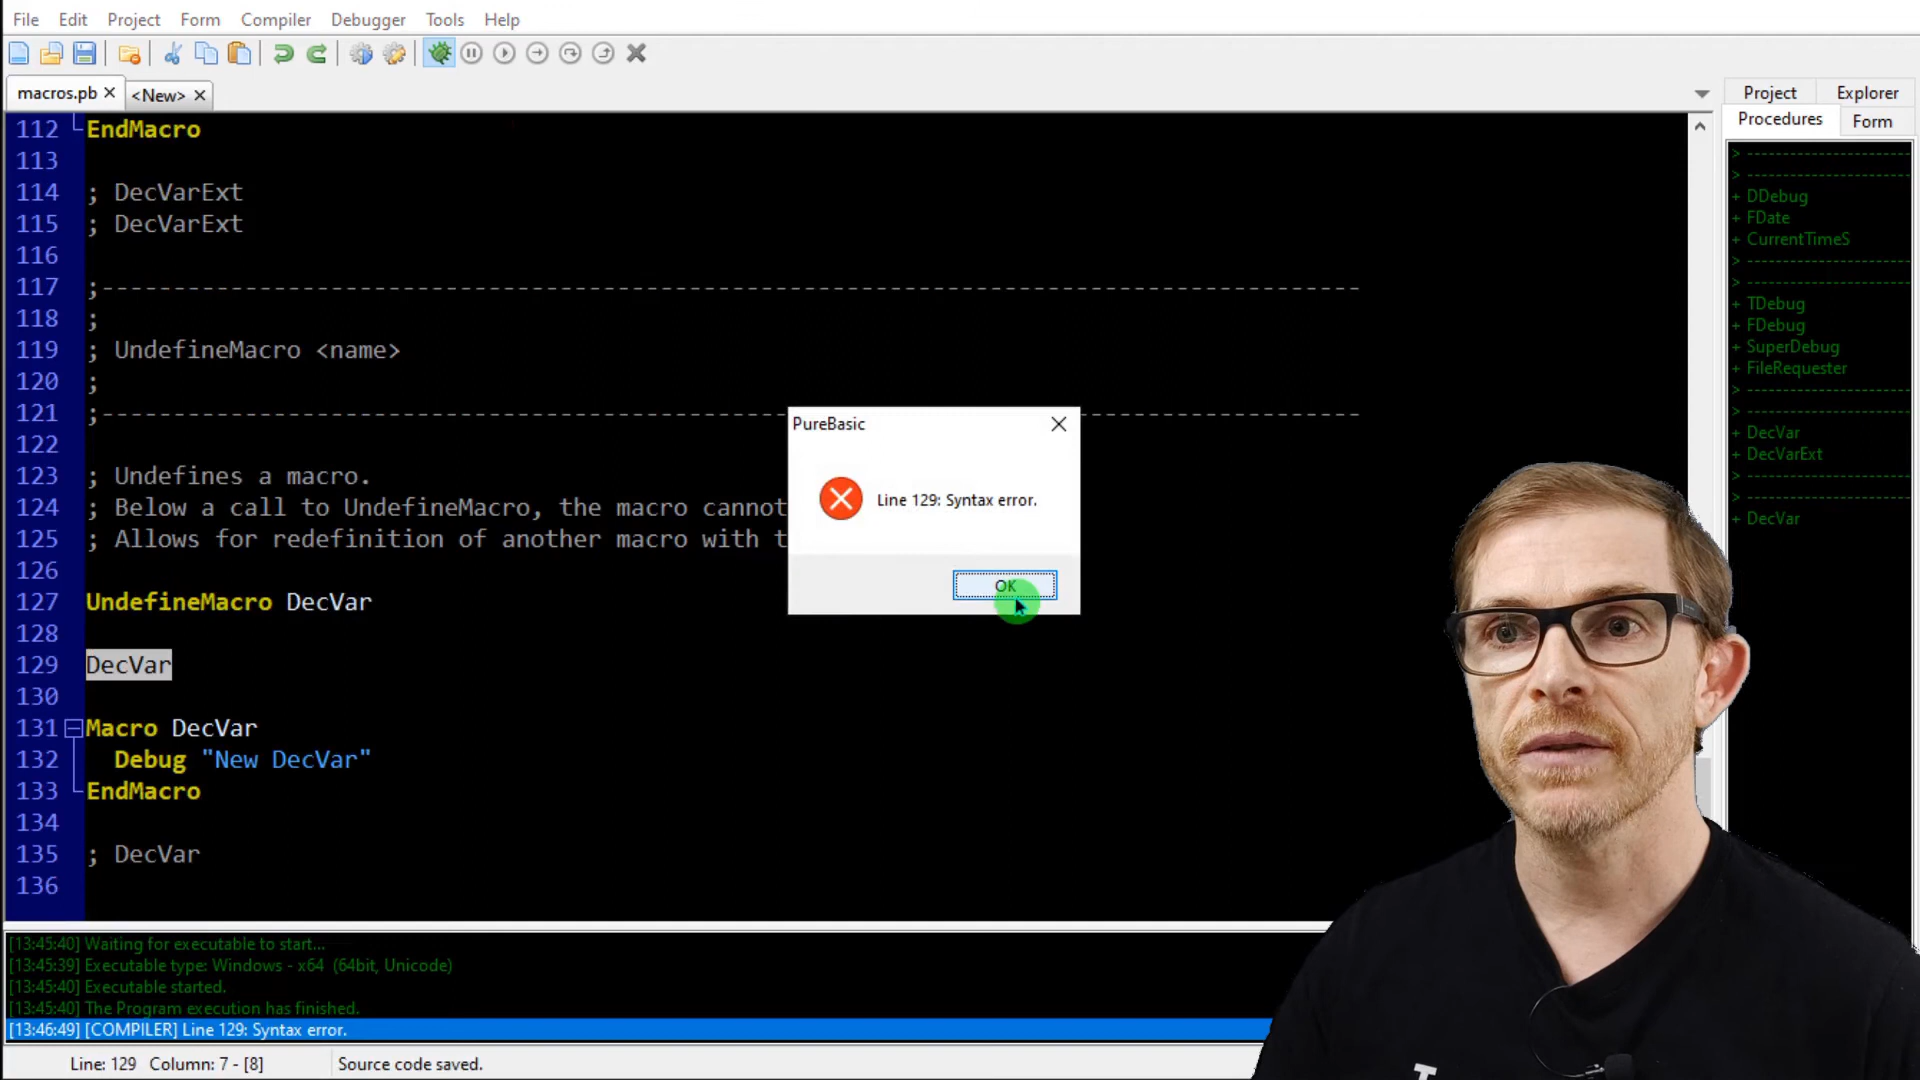 File Edit Project Form Compiler Debugger Tools Help
macros.pb <New>
Project Explorer
Procedures Form
112 EndMacro
113
114 ; DecVarExt
115 ; DecVarExt
116
117 ;----------------------------------------------------------------------------------------
118 ;
119 ; UndefineMacro <name>
120 ;
121 ;----------------------------------------------------------------------------------------
122
123 ; Undefines a macro.
124 ; Below a call to UndefineMacro, the macro cannot
125 ; Allows for redefinition of another macro with t
126
127 UndefineMacro DecVar
128
129 DecVar
130
131 Macro DecVar
132 Debug "New DecVar"
133 EndMacro
134
135 ; DecVar
136
PureBasic
Line 129: Syntax error.
OK
> ----------------------------
> ----------------------------
+ DDebug
+ FDate
+ CurrentTimeS
> ----------------------------
> ----------------------------
+ TDebug
+ FDebug
+ SuperDebug
+ FileRequester
> ----------------------------
> ----------------------------
+ DecVar
+ DecVarExt
> ----------------------------
> ----------------------------
+ DecVar
[13:45:40] Waiting for executable to start...
[13:45:39] Executable type: Windows - x64 (64bit, Unicode)
[13:45:40] Executable started.
[13:45:40] The Program execution has finished.
[13:46:49] [COMPILER] Line 129: Syntax error.
Line: 129 Column: 7 - [8] Source code saved.